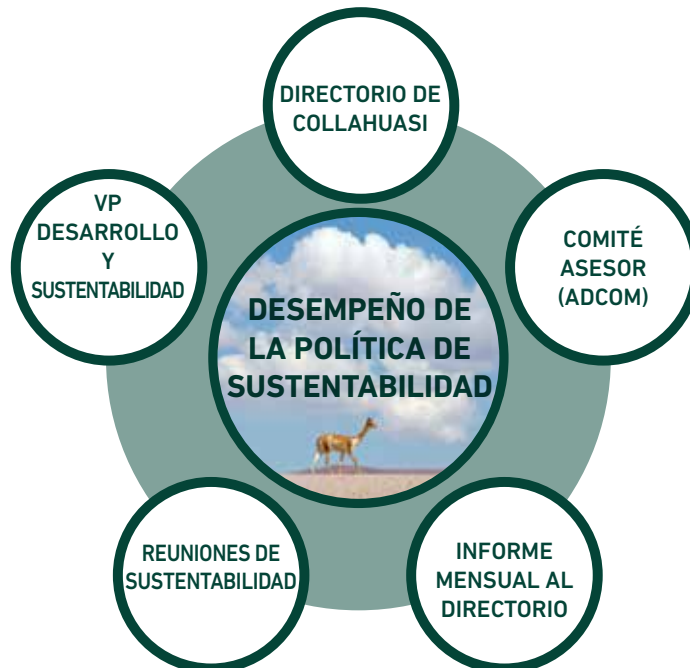 DIRECTORIO DE
COLLAHUASI
VP
DESARROLLO
Y
SUSTENTABILIDAD
COMITÉ
ASESOR
(ADCOM)
DESEMPEÑO DE
LA POLÍTICA DE
SUSTENTABILIDAD
REUNIONES DE
SUSTENTABILIDAD
INFORME
MENSUAL AL
DIRECTORIO